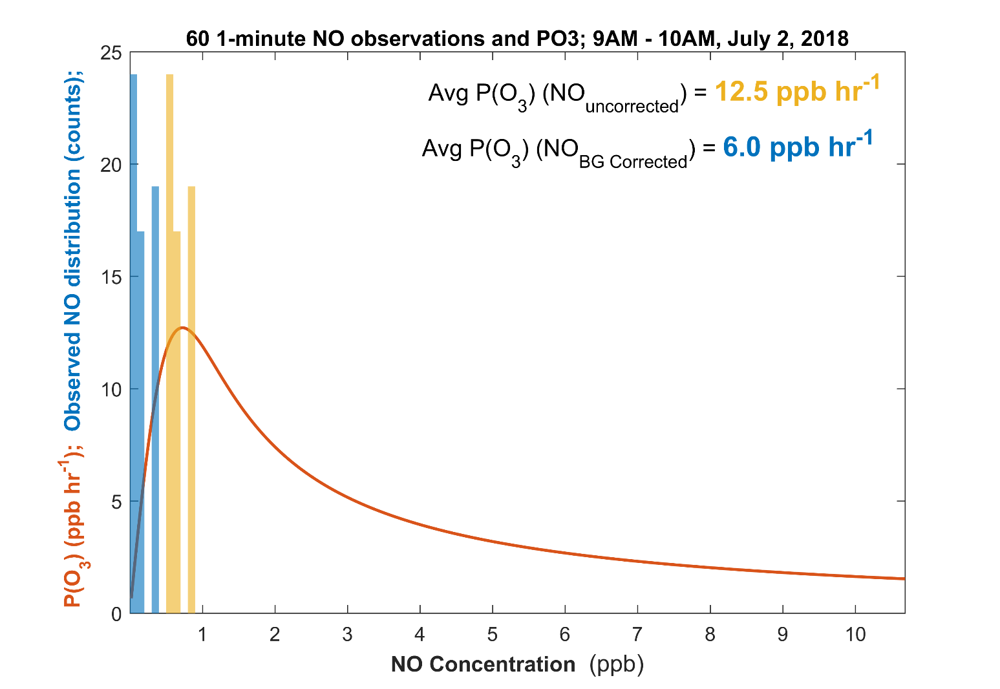 60 1-minute NO observations and PO3; 9AM - 10AM, July 2, 2018
Avg P(O3) (NOuncorrected) = 12.5 ppb hr-1
Avg P(O3) (NOBG Corrected) = 6.0 ppb hr-1
P(O3) (ppb hr-1); Observed NO distribution (counts);
25
20
15
10
5
0
1 2 3 4 5 6 7 8 9 10
NO Concentration (ppb)